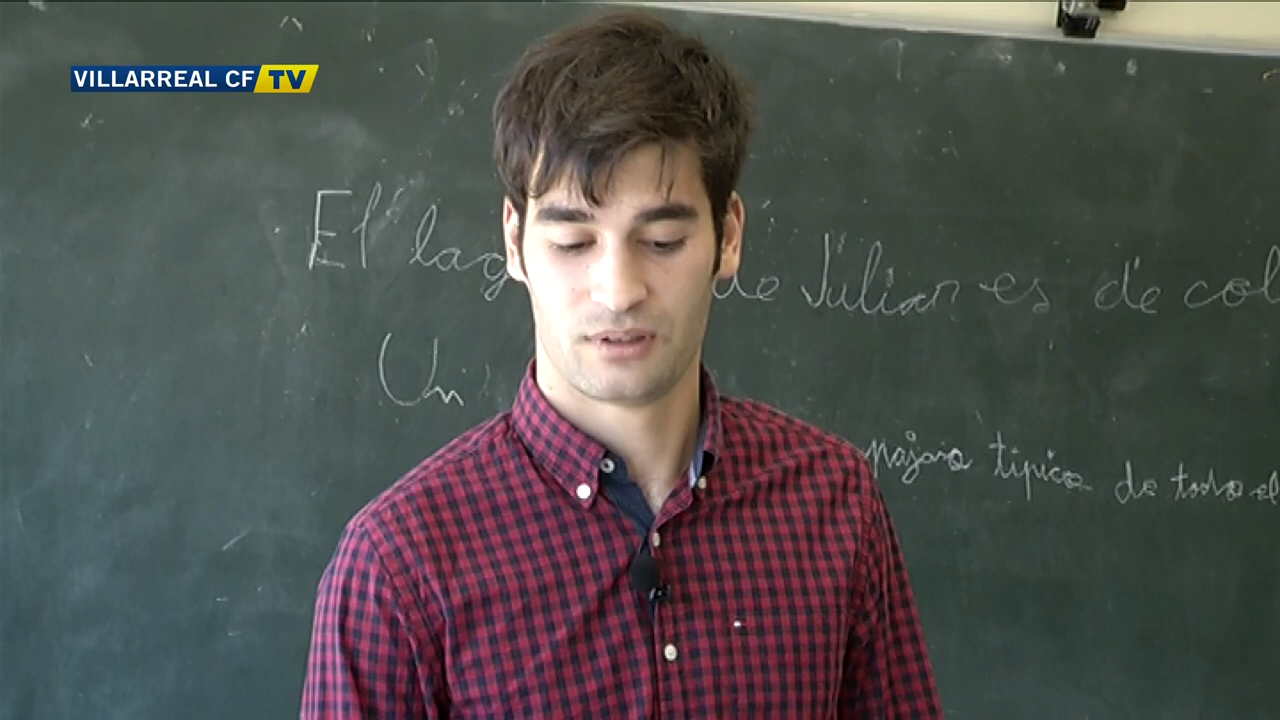 VILLARREAL CF TV
El lag de Julian es de col
Un
pajaro tipico de todo el